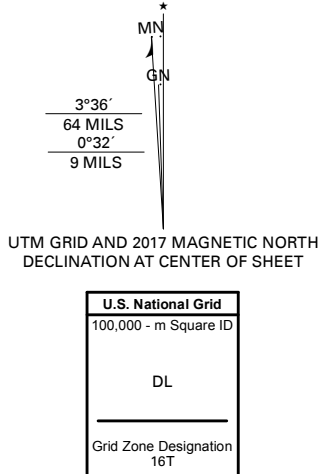 ★
MN
GN
3°36´
64 MILS
0°32´
9 MILS
UTM GRID AND 2017 MAGNETIC NORTH
DECLINATION AT CENTER OF SHEET
U.S. National Grid
100,000 - m Square ID
DL
Grid Zone Designation
16T